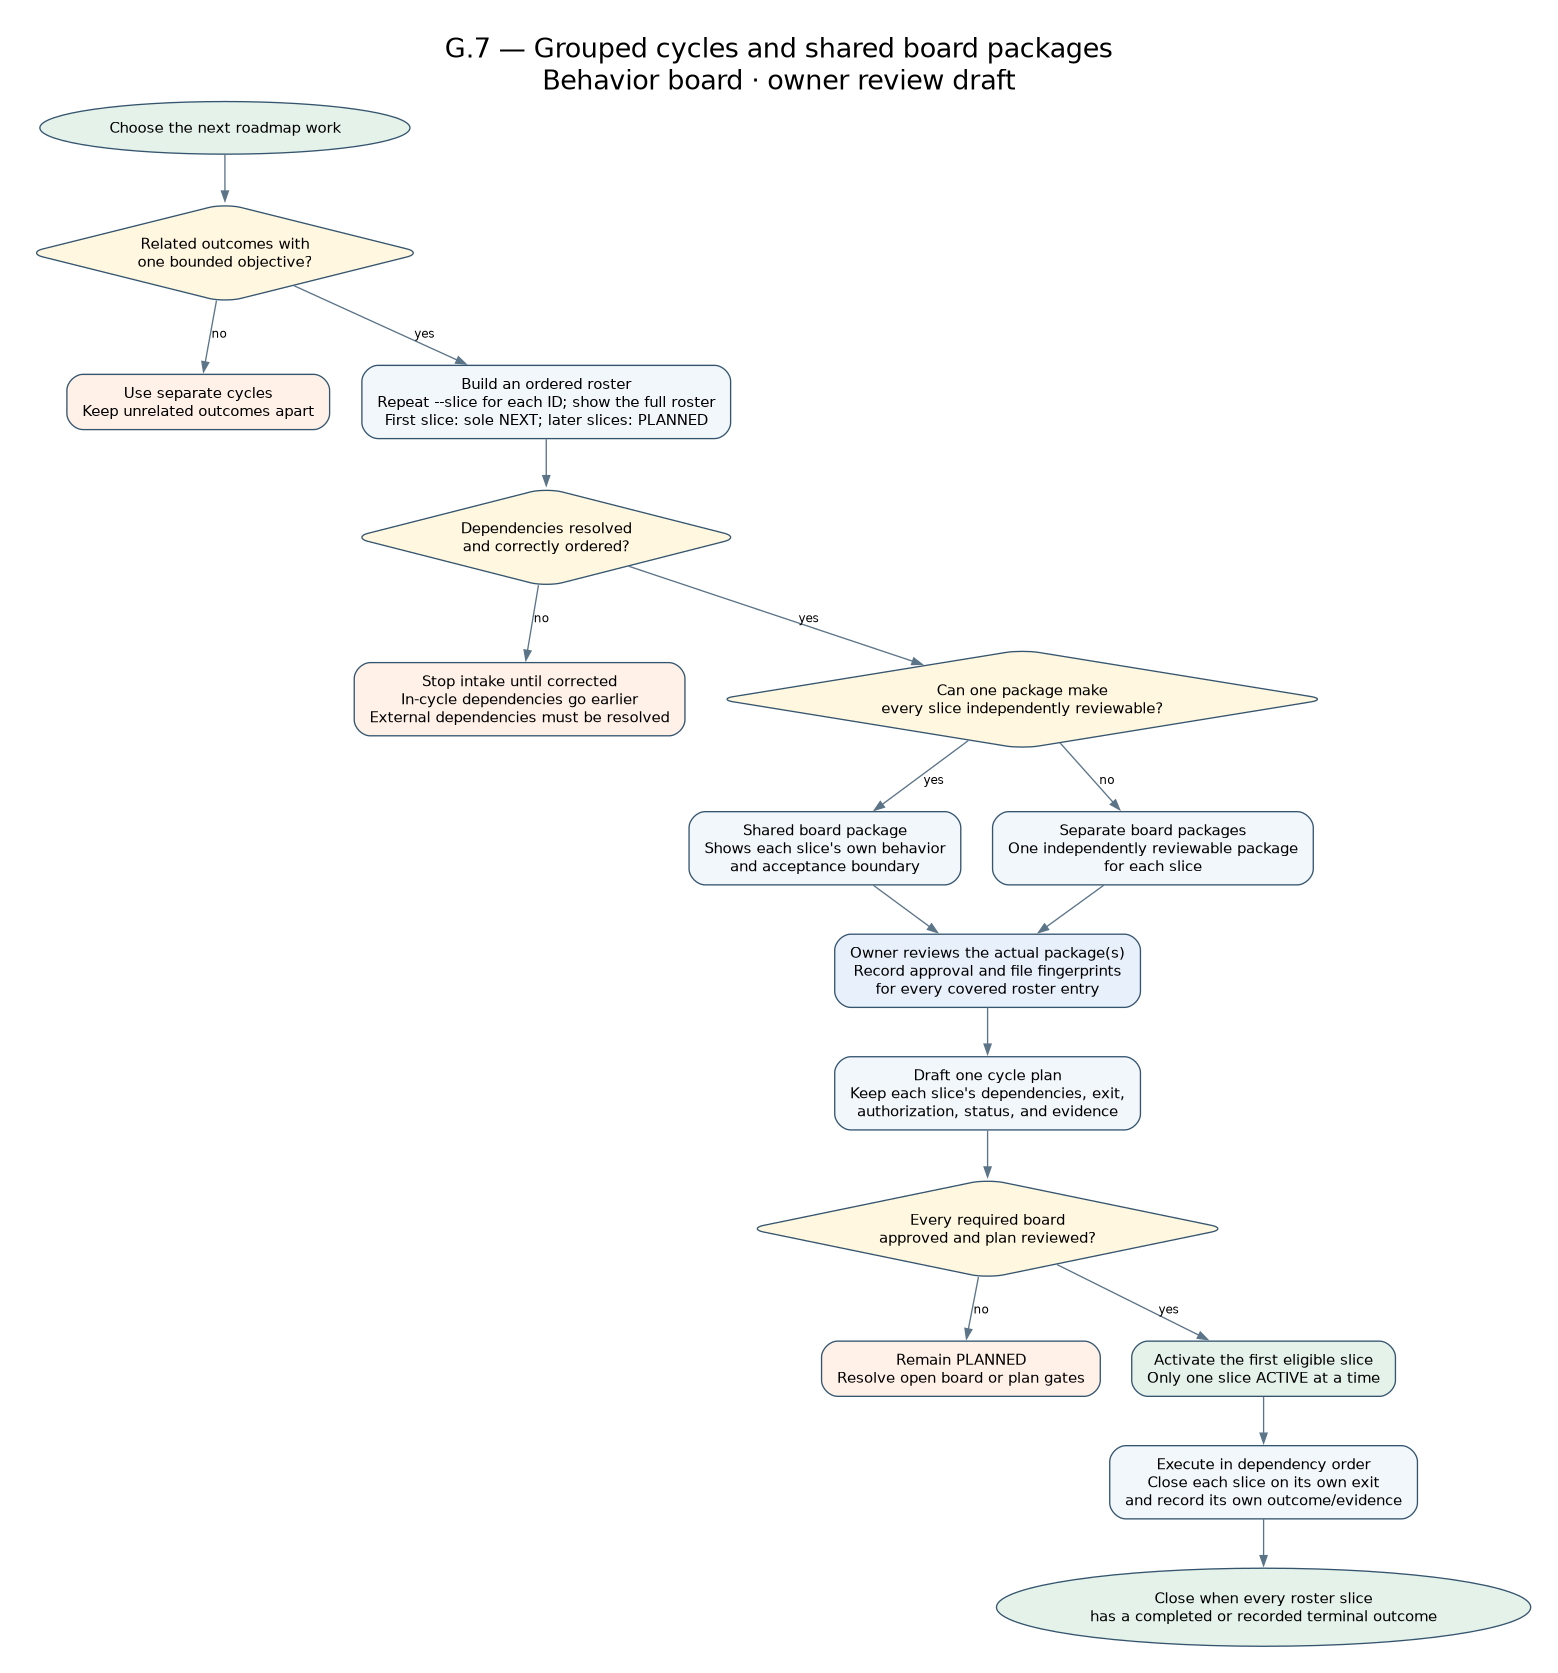 G.7 — Grouped cycles and shared board packages
Behavior board · owner review draft
Choose the next roadmap work
Related outcomes with
one bounded objective?
no
yes
Use separate cycles
Keep unrelated outcomes apart
Build an ordered roster
Repeat --slice for each ID; show the full roster
First slice: sole NEXT; later slices: PLANNED
Dependencies resolved
and correctly ordered?
no
yes
Stop intake until corrected
In-cycle dependencies go earlier
External dependencies must be resolved
Can one package make
every slice independently reviewable?
yes
no
Shared board package
Shows each slice's own behavior
and acceptance boundary
Separate board packages
One independently reviewable package
for each slice
Owner reviews the actual package(s)
Record approval and file fingerprints
for every covered roster entry
Draft one cycle plan
Keep each slice's dependencies, exit,
authorization, status, and evidence
Every required board
approved and plan reviewed?
no
yes
Remain PLANNED
Resolve open board or plan gates
Activate the first eligible slice
Only one slice ACTIVE at a time
Execute in dependency order
Close each slice on its own exit
and record its own outcome/evidence
Close when every roster slice
has a completed or recorded terminal outcome